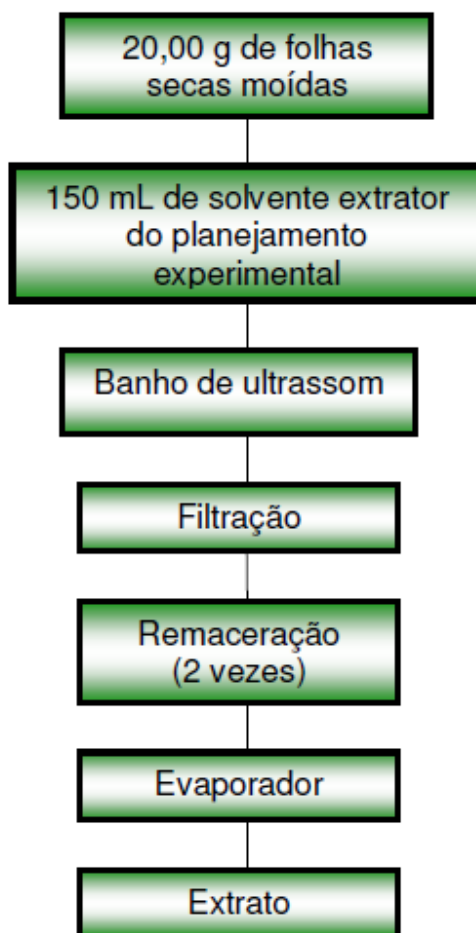 20,00 g de folhas
secas moídas
150 mL de solvente extrator
do planejamento
experimental
Banho de ultrassom
Filtração
Remaceração
(2 vezes)
Evaporador
Extrato